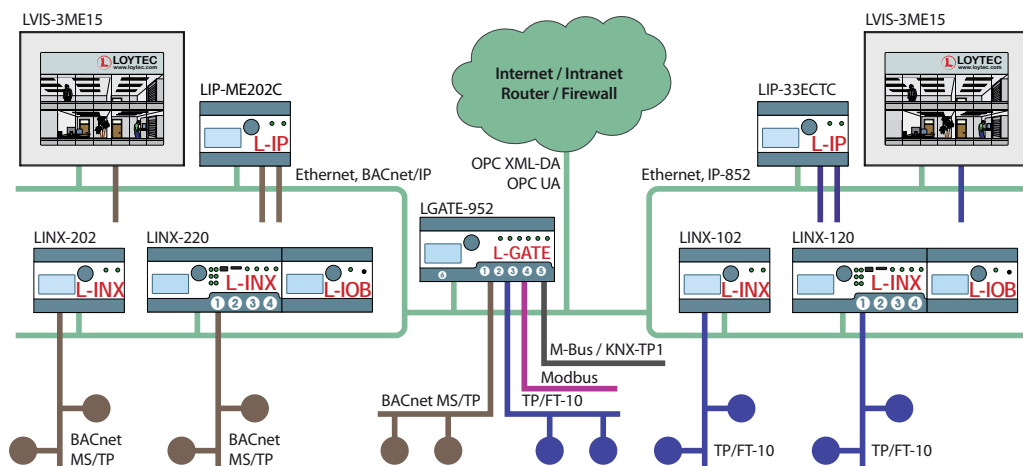 LVIS-3ME15
LOYTEC
www.loytec.com
LIP-ME202C
L-IP
Internet / Intranet
Router / Firewall
LIP-33ECTC
L-IP
LVIS-3ME15
LOYTEC
www.loytec.com
Ethernet, BACnet/IP
OPC XML-DA
OPC UA
Ethernet, IP-852
LGATE-952
L-GATE
6 1 2 3 4 5
LINX-202
L-INX
LINX-220
L-INX
1 2 3 4
L-IOB
LINX-102
L-INX
LINX-120
L-INX
1 2 3 4
L-IOB
M-Bus / KNX-TP1
Modbus
BACnet MS/TP
TP/FT-10
BACnet
MS/TP
BACnet
MS/TP
TP/FT-10
TP/FT-10